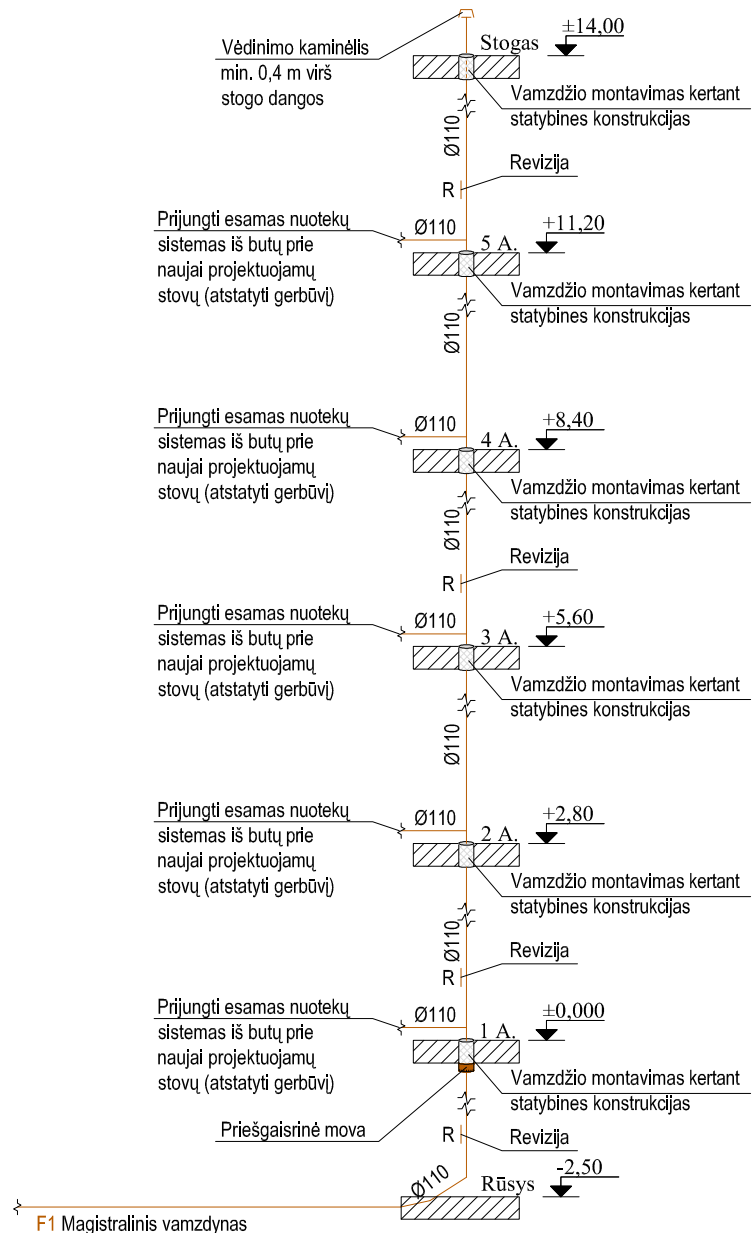 Stogas
±14,00
Vėdinimo kaminėlis
min. 0,4 m virš
stogo dangos
Vamzdžio montavimas kertant
statybines konstrukcijas
Ø110
Revizija
R
Prijungti esamas nuotekų
sistemas iš butų prie
naujai projektuojamų
stovų (atstatyti gerbūvį)
Ø110
5 A.
+11,20
Vamzdžio montavimas kertant
statybines konstrukcijas
Ø110
Prijungti esamas nuotekų
sistemas iš butų prie
naujai projektuojamų
stovų (atstatyti gerbūvį)
Ø110
4 A.
+8,40
Vamzdžio montavimas kertant
statybines konstrukcijas
Ø110
Revizija
R
Prijungti esamas nuotekų
sistemas iš butų prie
naujai projektuojamų
stovų (atstatyti gerbūvį)
Ø110
3 A.
+5,60
Vamzdžio montavimas kertant
statybines konstrukcijas
Ø110
Prijungti esamas nuotekų
sistemas iš butų prie
naujai projektuojamų
stovų (atstatyti gerbūvį)
Ø110
2 A.
+2,80
Vamzdžio montavimas kertant
statybines konstrukcijas
Ø110
Revizija
R
Prijungti esamas nuotekų
sistemas iš butų prie
naujai projektuojamų
stovų (atstatyti gerbūvį)
Ø110
1 A.
±0,000
Vamzdžio montavimas kertant
statybines konstrukcijas
Priešgaisrinė mova
R
Revizija
Ø110
Rūsys
-2,50
F1 Magistralinis vamzdynas